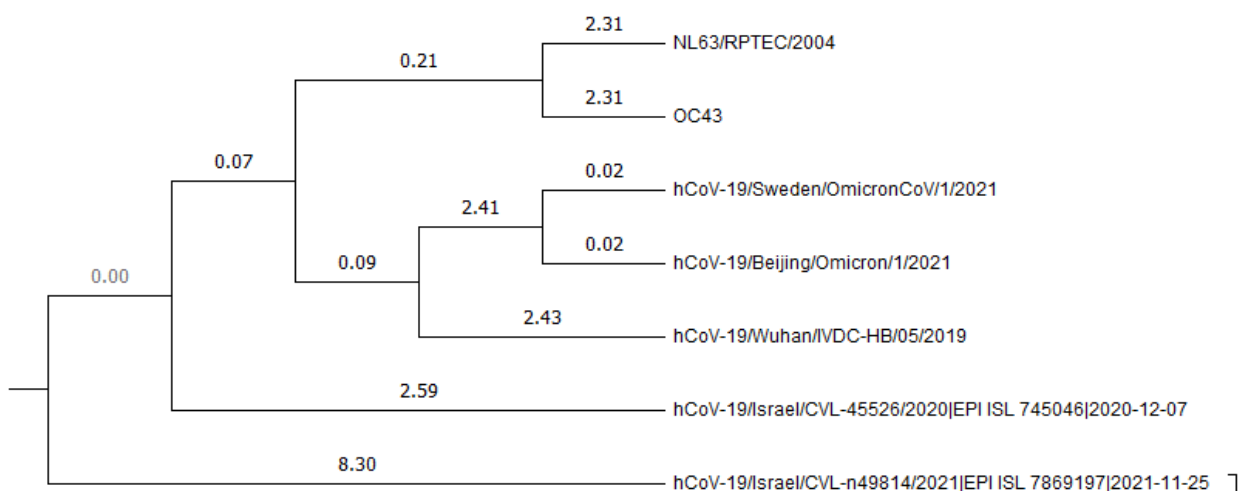 2.31
NL63/RPTEC/2004
0.21
2.31
OC43
0.07
0.02
hCoV-19/Sweden/OmicronCoV/1/2021
2.41
0.02
hCoV-19/Beijing/Omicron/1/2021
0.09
2.43
hCoV-19/Wuhan/IVDC-HB/05/2019
0.00
2.59
hCoV-19/Israel/CVL-45526/2020|EPI ISL 745046|2020-12-07
8.30
hCoV-19/Israel/CVL-n49814/2021|EPI ISL 7869197|2021-11-25